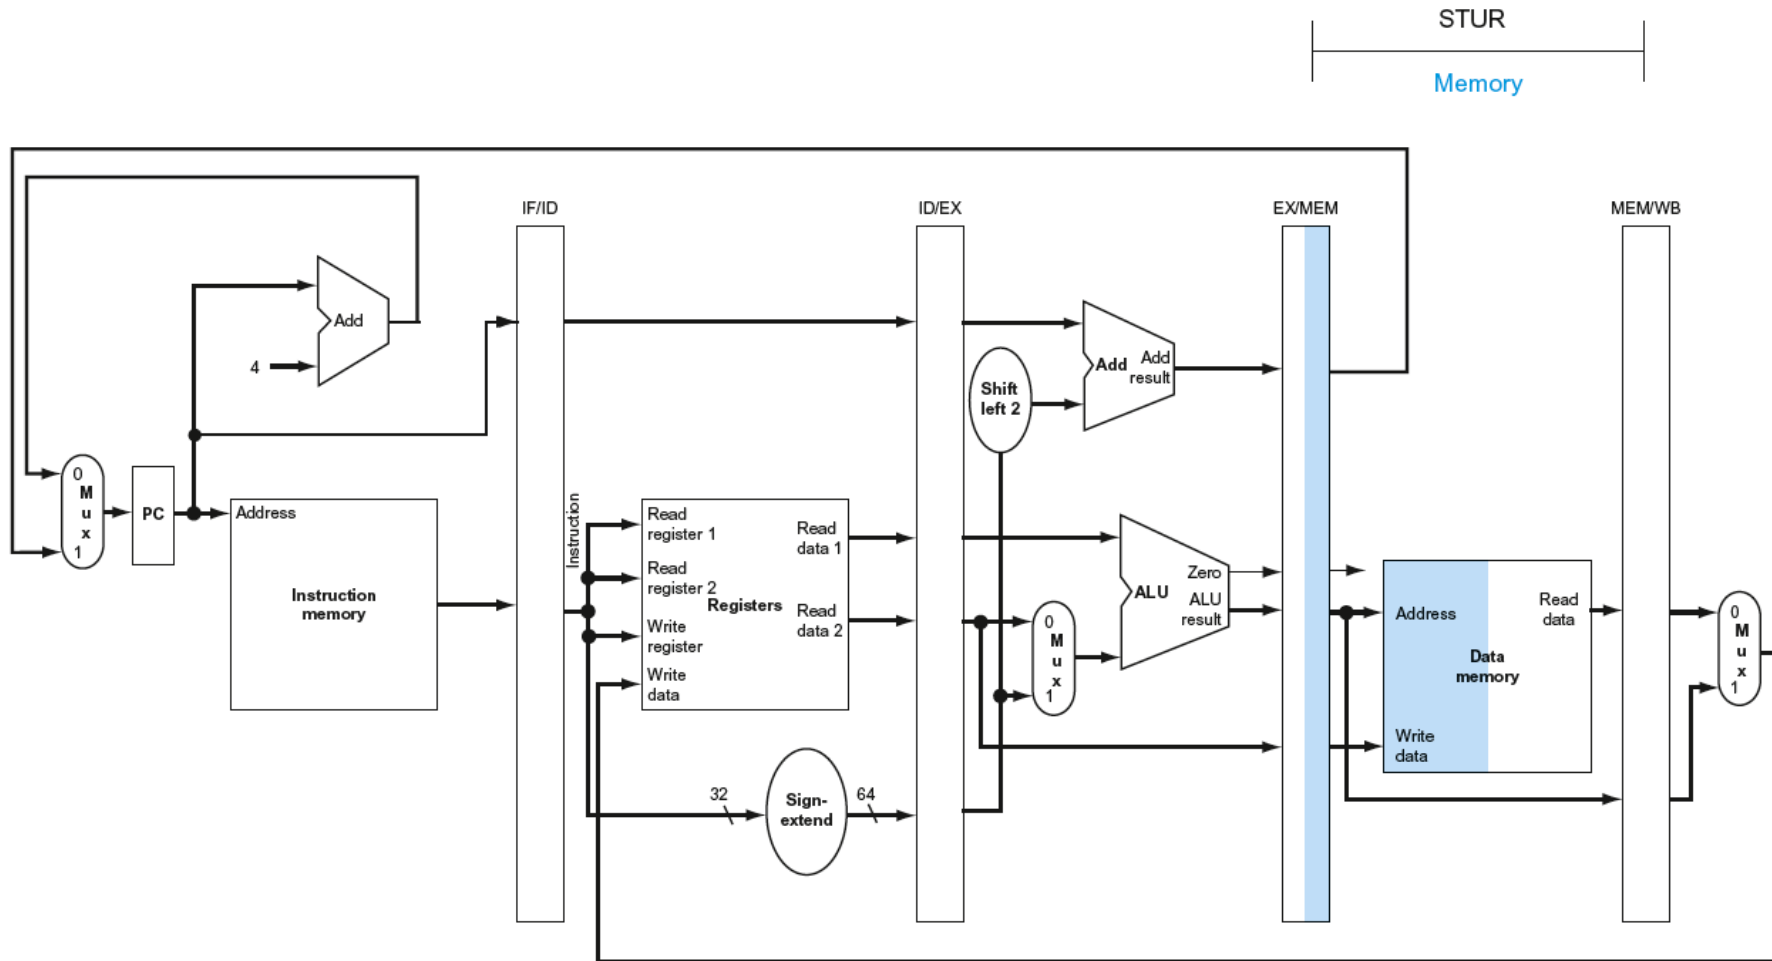 STUR
Memory
IF/ID
ID/EX
EX/MEM
MEM/WB
Add
4
Add
Add
result
Shift
left 2
0
M
u
x
1
PC
Address
Instruction
memory
Instruction
Read
register 1
Read
register 2
Write
register
Write
data
Registers
Read
data 1
Read
data 2
32
Sign-
extend
64
0
M
u
x
1
ALU
Zero
ALU
result
Address
Read
data
Data
memory
Write
data
0
M
u
x
1